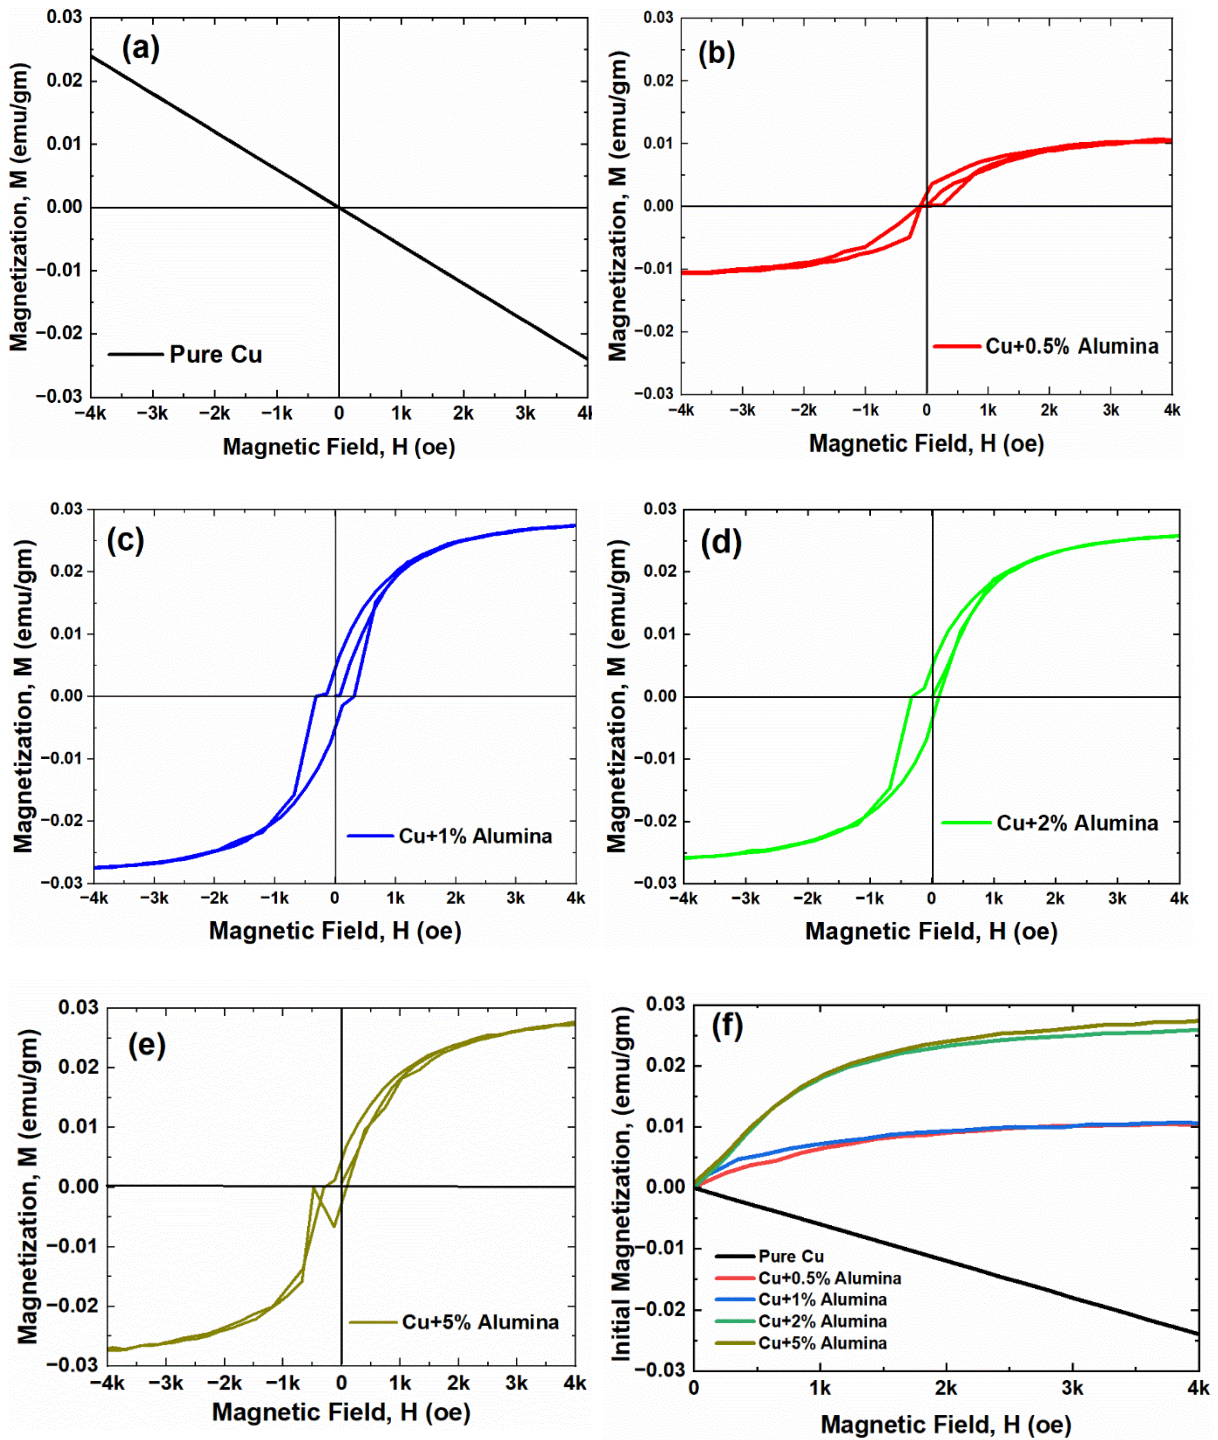 (a)
Magnetization, M (emu/gm)
0.03
0.02
0.01
0.00
−0.01
−0.02
−0.03
Pure Cu
−4k −3k −2k −1k 0 1k 2k 3k 4k
Magnetic Field, H (oe)
(b)
Magnetization, M (emu/gm)
0.03
0.02
0.01
0.00
−0.01
−0.02
−0.03
Cu+0.5% Alumina
−4k −3k −2k −1k 0 1k 2k 3k 4k
Magnetic Field, H (oe)
(c)
Magnetization, M (emu/gm)
0.03
0.02
0.01
0.00
−0.01
−0.02
−0.03
Cu+1% Alumina
−4k −3k −2k −1k 0 1k 2k 3k 4k
Magnetic Field, H (oe)
(d)
Magnetization, M (emu/gm)
0.03
0.02
0.01
0.00
−0.01
−0.02
−0.03
Cu+2% Alumina
−4k −3k −2k −1k 0 1k 2k 3k 4k
Magnetic Field, H (oe)
(e)
Magnetization, M (emu/gm)
0.03
0.02
0.01
0.00
−0.01
−0.02
−0.03
Cu+5% Alumina
−4k −3k −2k −1k 0 1k 2k 3k 4k
Magnetic Field, H (oe)
(f)
Initial Magnetization, (emu/gm)
0.03
0.02
0.01
0.00
−0.01
−0.02
−0.03
Pure Cu
Cu+0.5% Alumina
Cu+1% Alumina
Cu+2% Alumina
Cu+5% Alumina
0 1k 2k 3k 4k
Magnetic Field, H (oe)